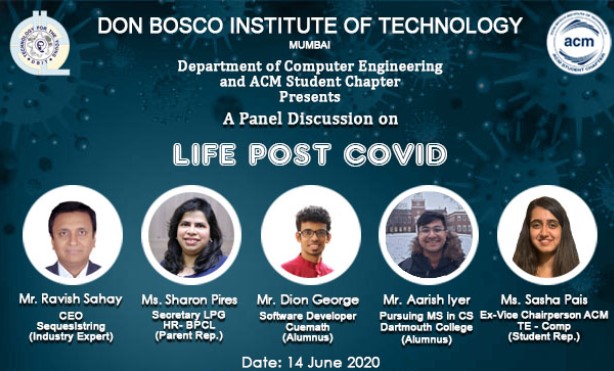 DON BOSCO INSTITUTE OF TECHNOLOGY
MUMBAI
Department of Computer Engineering
and ACM Student Chapter
Presents
A Panel Discussion on
LIFE POST COVID
acm
Mr. Ravish Sahay
CEO
Sequesistring
(Industry Expert)
Ms. Sharon Pires
Secretary LPG
HR- BPCL
(Parent Rep.)
Mr. Dion George
Software Developer
Cuemath
(Alumnus)
Mr. Aarish Iyer
Pursuing MS in CS
Dartmouth College
(Alumnus)
Ms. Sasha Pais
Ex-Vice Chairperson ACM
TE - Comp
(Student Rep.)
Date: 14 June 2020